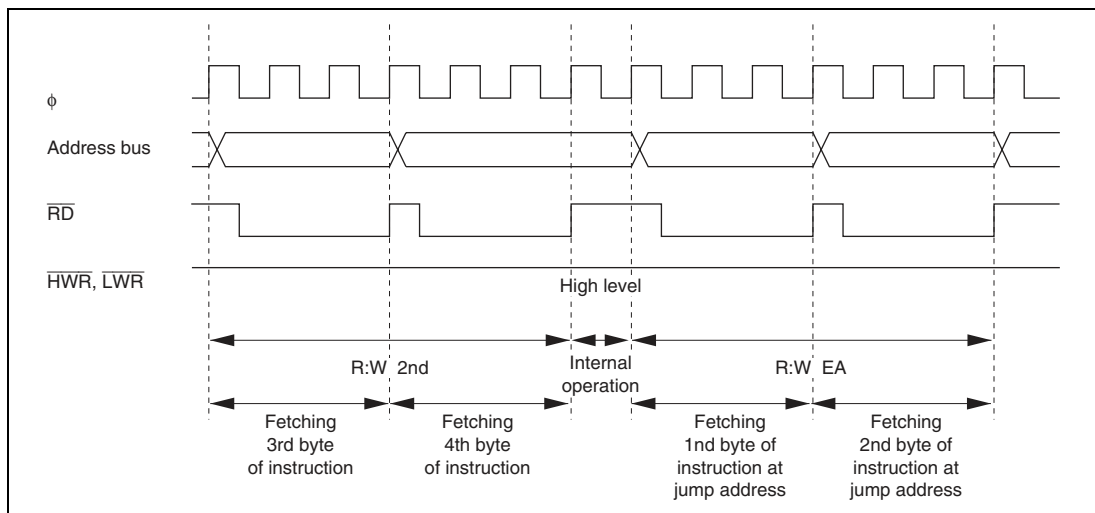 φ
Address bus
RD
HWR, LWR
High level
R:W 2nd
Internal
operation
R:W EA
Fetching
3rd byte
of instruction
Fetching
4th byte
of instruction
Fetching
1nd byte of
instruction at
jump address
Fetching
2nd byte of
instruction at
jump address